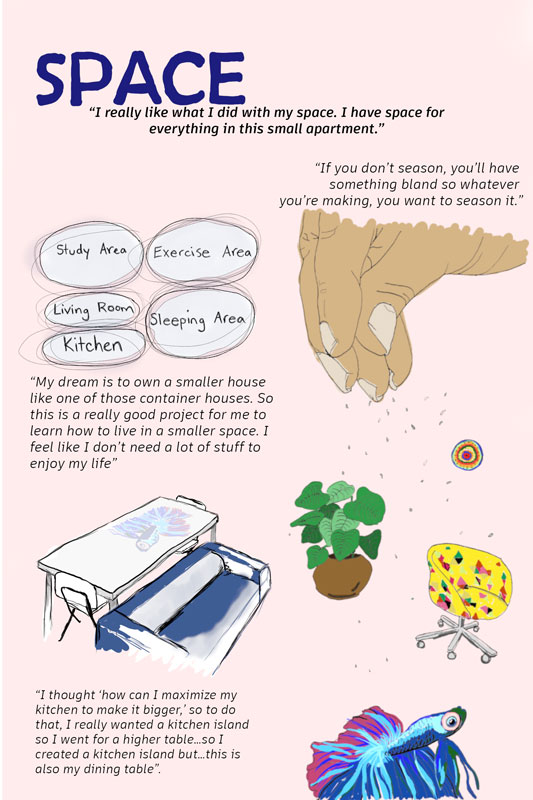 SPACE
“I really like what I did with my space. I have space for
everything in this small apartment.”
“If you don’t season, you’ll have
something bland so whatever
you’re making, you want to season it.”
Study Area
Exercise Area
Living Room
Sleeping Area
Kitchen
“My dream is to own a smaller house
like one of those container houses. So
this is a really good project for me to
learn how to live in a smaller space. I
feel like I don’t need a lot of stuff to
enjoy my life”
“I thought ‘how can I maximize my
kitchen to make it bigger,’ so to do
that, I really wanted a kitchen island
so I went for a higher table...so I
created a kitchen island but...this is
also my dining table”.